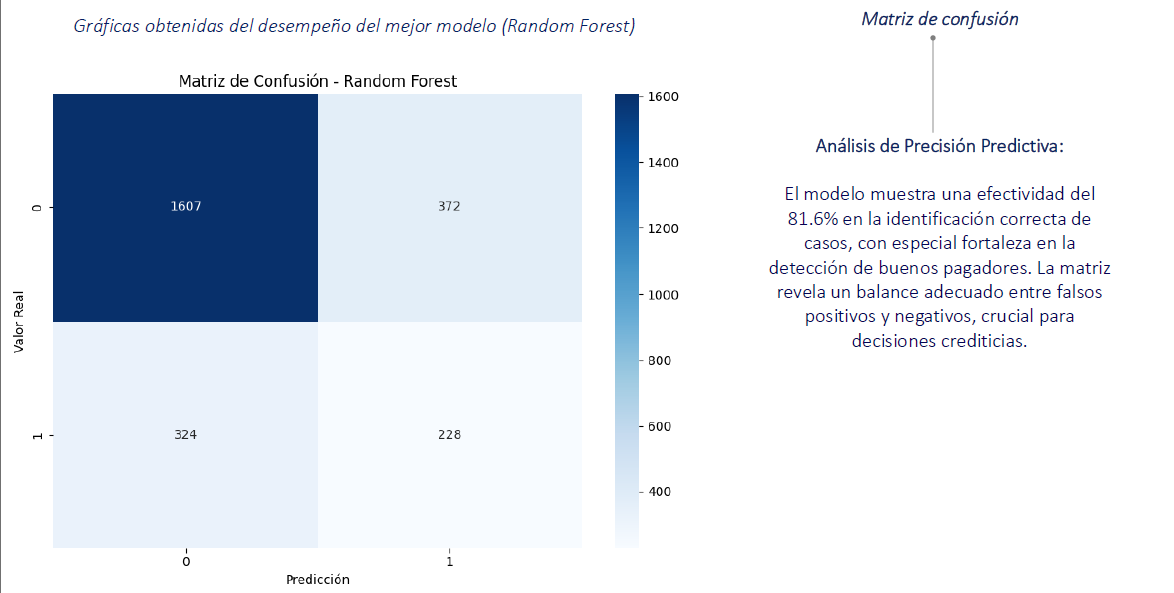 Gráficas obtenidas del desempeño del mejor modelo (Random Forest)
Matriz de Confusión - Random Forest
1607
372
324
228
0
1
Valor Real
0
1
Predicción
1600
1400
1200
1000
800
600
400
Matriz de confusión
Análisis de Precisión Predictiva:
El modelo muestra una efectividad del
81.6% en la identificación correcta de
casos, con especial fortaleza en la
detección de buenos pagadores. La matriz
revela un balance adecuado entre falsos
positivos y negativos, crucial para
decisiones crediticias.